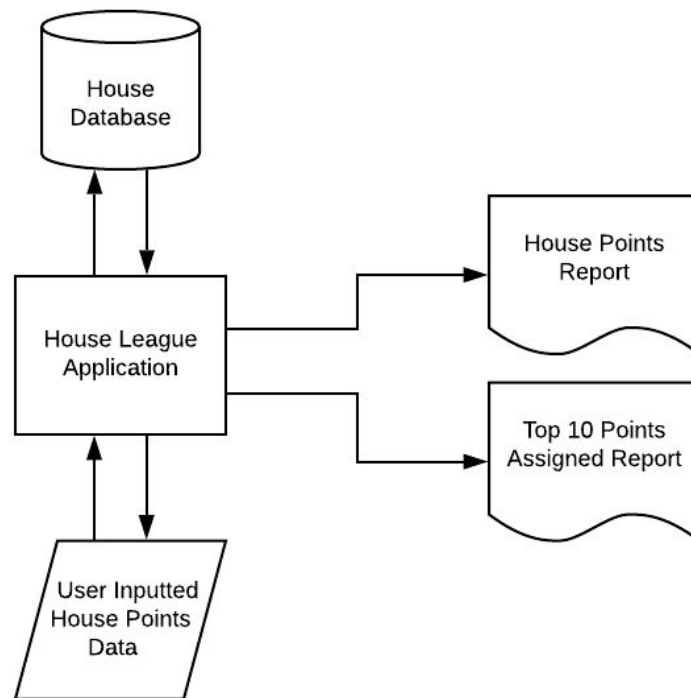 House
Database
House Points
Report
House League
Application
Top 10 Points
Assigned Report
User Inputted
House Points
Data